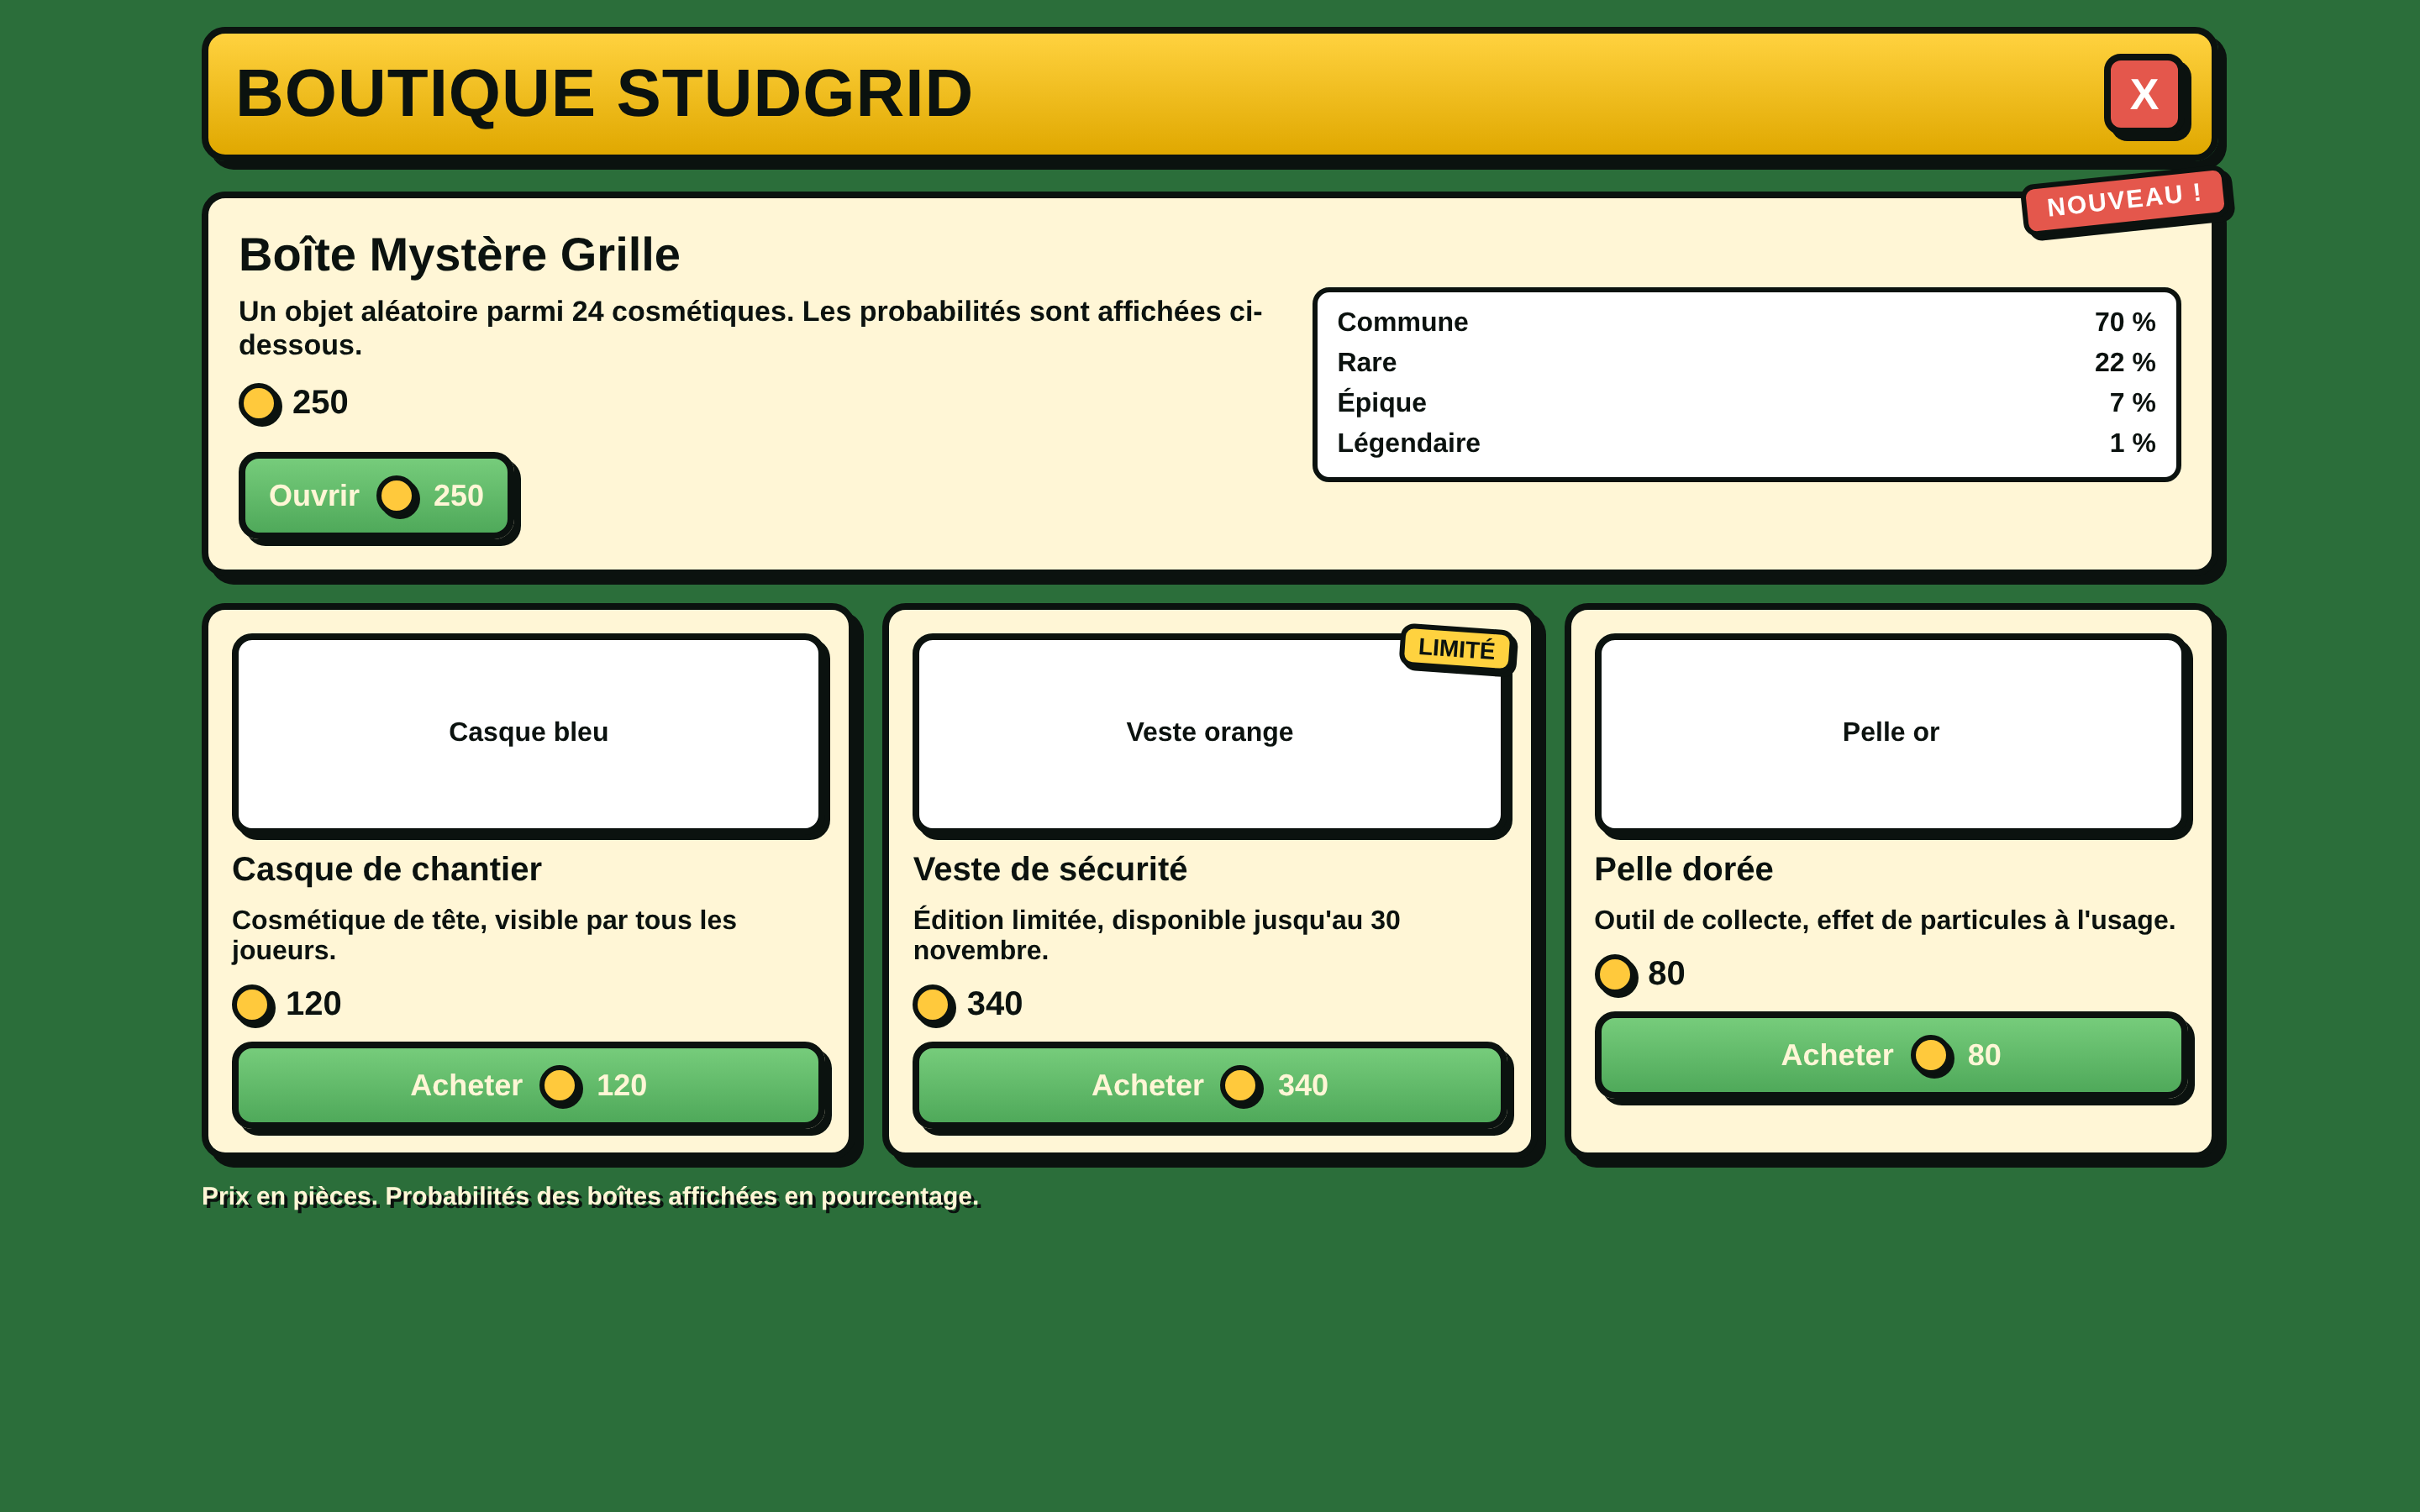 BOUTIQUE STUDGRID
X
NOUVEAU !
Boîte Mystère Grille
Un objet aléatoire parmi 24 cosmétiques. Les probabilités sont affichées ci-
dessous.
250
Ouvrir 250
Commune 70 %
Rare 22 %
Épique 7 %
Légendaire 1 %
Casque bleu
Casque de chantier
Cosmétique de tête, visible par tous les
joueurs.
120
Acheter 120
LIMITÉ
Veste orange
Veste de sécurité
Édition limitée, disponible jusqu'au 30
novembre.
340
Acheter 340
Pelle or
Pelle dorée
Outil de collecte, effet de particules à l'usage.
80
Acheter 80
Prix en pièces. Probabilités des boîtes affichées en pourcentage.